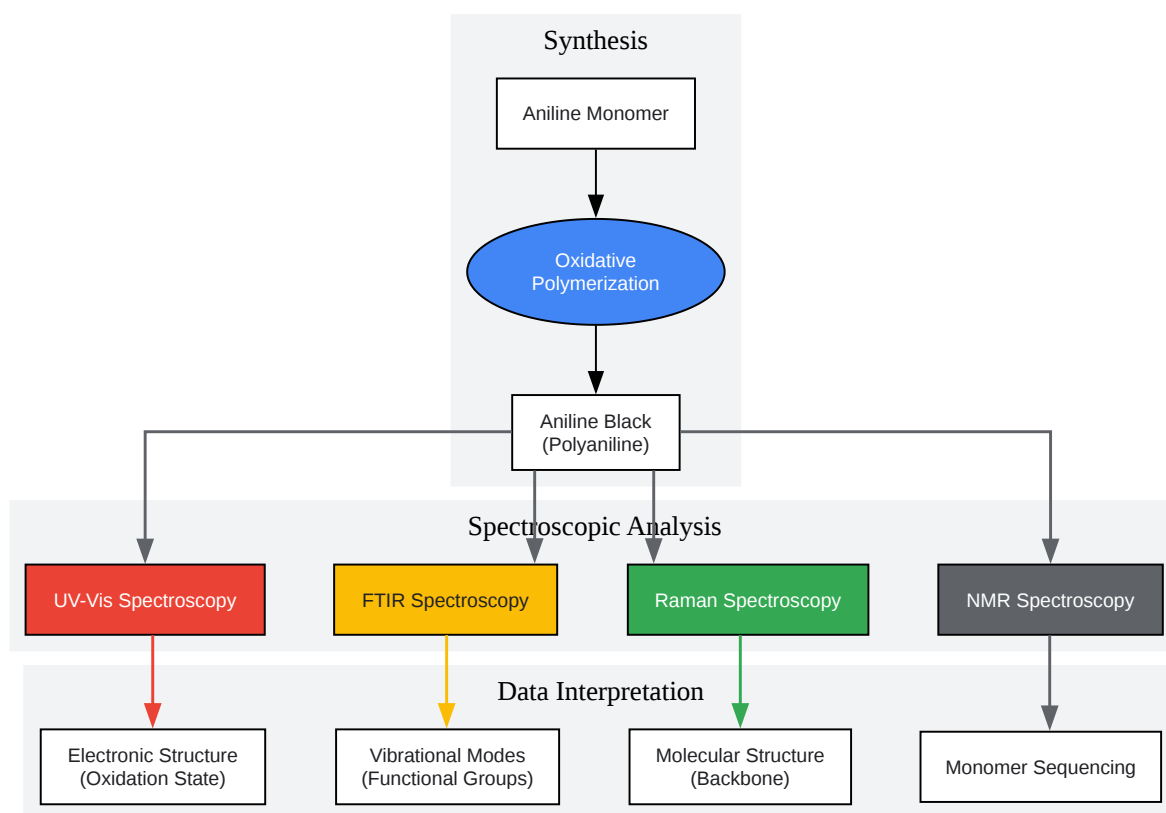 Synthesis
Aniline Monomer
Oxidative
Polymerization
Aniline Black
(Polyaniline)
Spectroscopic Analysis
UV-Vis Spectroscopy
FTIR Spectroscopy
Raman Spectroscopy
NMR Spectroscopy
Data Interpretation
Electronic Structure
(Oxidation State)
Vibrational Modes
(Functional Groups)
Molecular Structure
(Backbone)
Monomer Sequencing